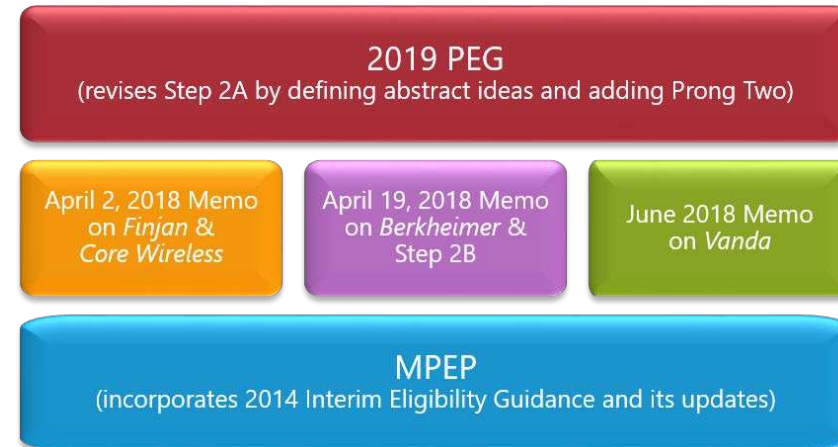 2019 PEG
(revises Step 2A by defining abstract ideas and adding Prong Two)
April 2, 2018 Memo
on Finjan &
Core Wireless
April 19, 2018 Memo
on Berkheimer &
Step 2B
June 2018 Memo
on Vanda
MPEP
(incorporates 2014 Interim Eligibility Guidance and its updates)